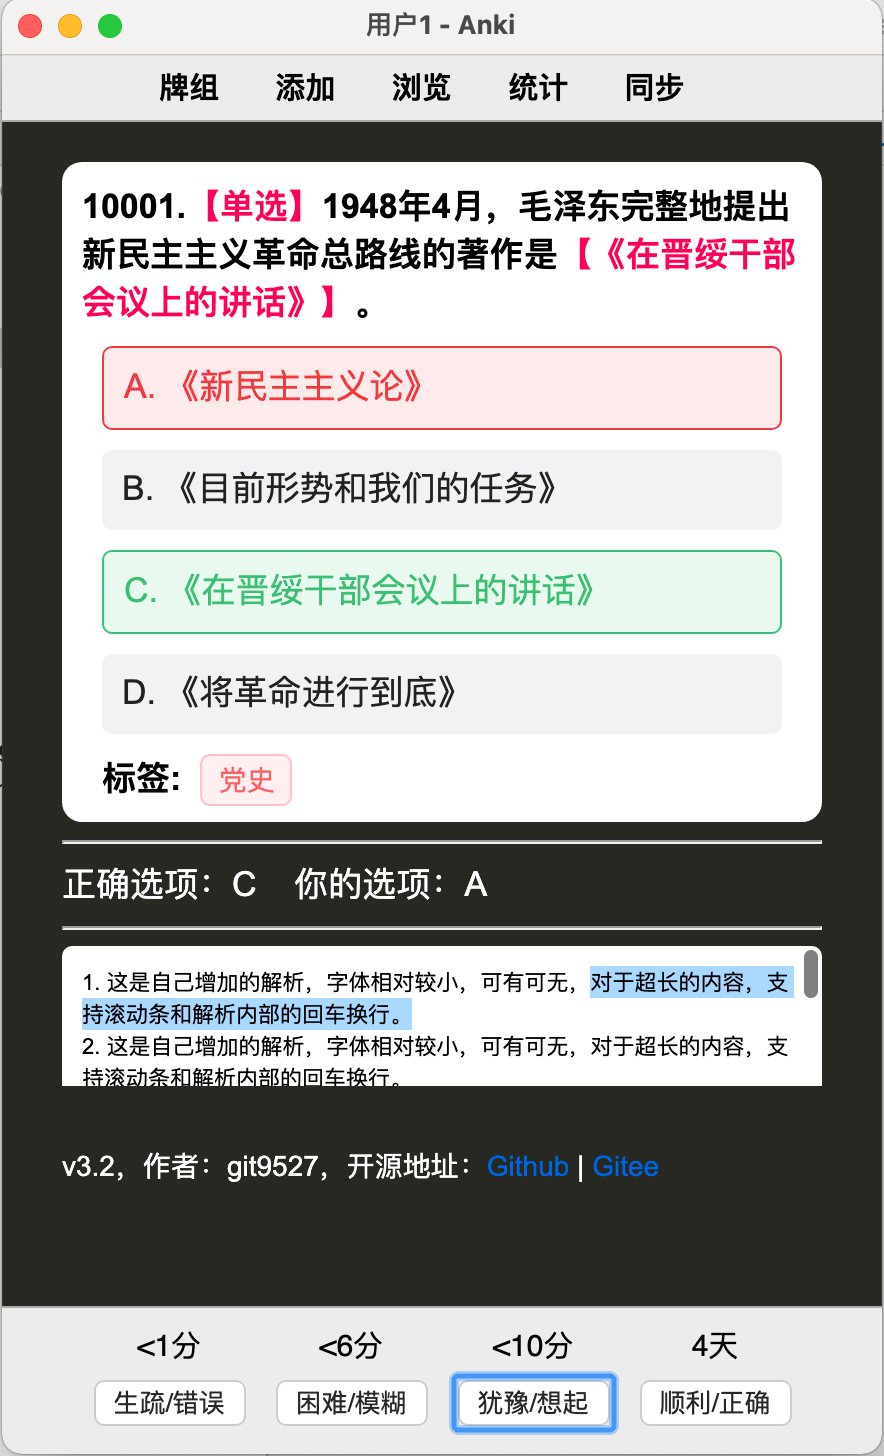 用户1 - Anki
牌组 添加 浏览 统计 同步
10001.【单选】1948年4月，毛泽东完整地提出
新民主主义革命总路线的著作是【《在晋绥干部
会议上的讲话》】。
A. 《新民主主义论》
B. 《目前形势和我们的任务》
C. 《在晋绥干部会议上的讲话》
D. 《将革命进行到底》
标签: 党史
正确选项：C 你的选项：A
1. 这是自己增加的解析，字体相对较小，可有可无，对于超长的内容，支
持滚动条和解析内部的回车换行。
2. 这是自己增加的解析，字体相对较小，可有可无，对于超长的内容，支
持滚动条和解析内部的回车换行。
v3.2，作者：git9527，开源地址：Github | Gitee
<1分 <6分 <10分 4天
生疏/错误 困难/模糊 犹豫/想起 顺利/正确